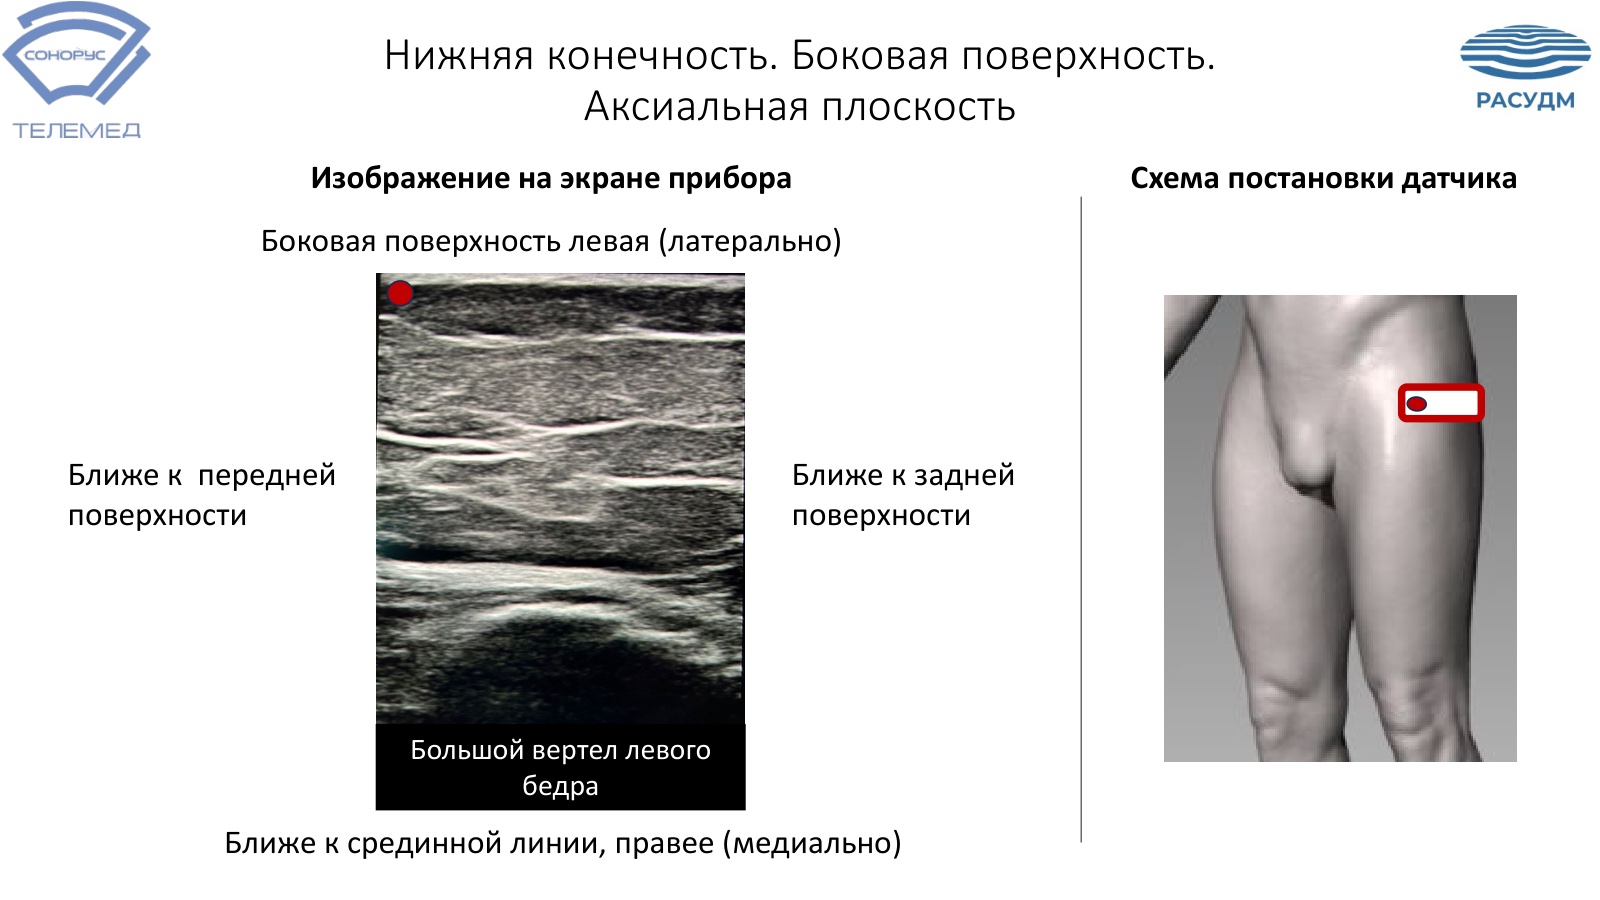 СОНОРУС
ТЕЛЕМЕД
Нижняя конечность. Боковая поверхность.
Аксиальная плоскость
РАСУДМ
Изображение на экране прибора
Схема постановки датчика
Боковая поверхность левая (латерально)
Ближе к  передней
поверхности
Ближе к задней
поверхности
Большой вертел левого
бедра
Ближе к срединной линии, правее (медиально)